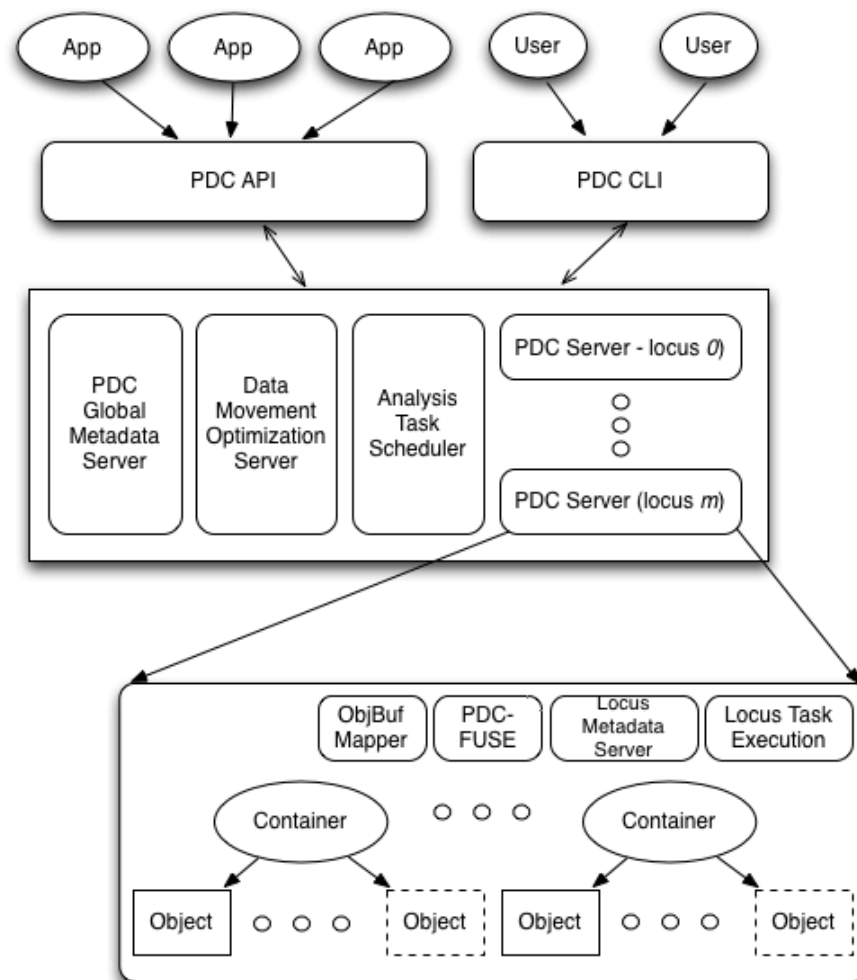 App
App
App
User
User
PDC API
PDC CLI
PDC
Global
Metadata
Server
Data
Movement
Optimization
Server
Analysis
Task
Scheduler
PDC Server - locus 0)
PDC Server (locus m)
ObjBuf
Mapper
PDC-
FUSE
Locus
Metadata
Server
Locus Task
Execution
Container
Container
Object
Object
Object
Object